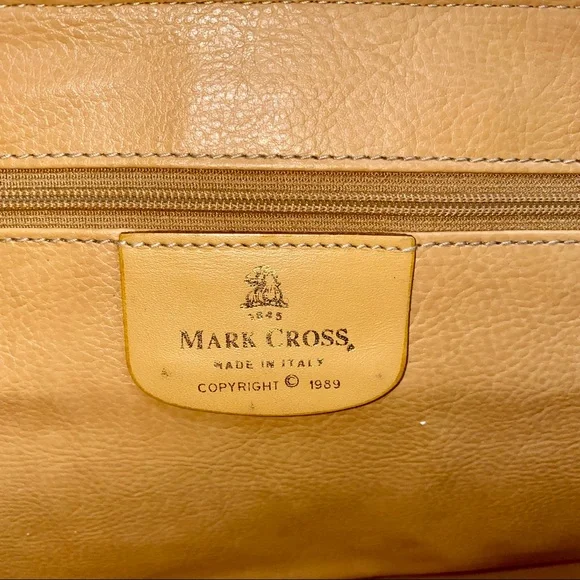 1845
MARK CROSS
MADE IN ITALY
COPYRIGHT © 1989